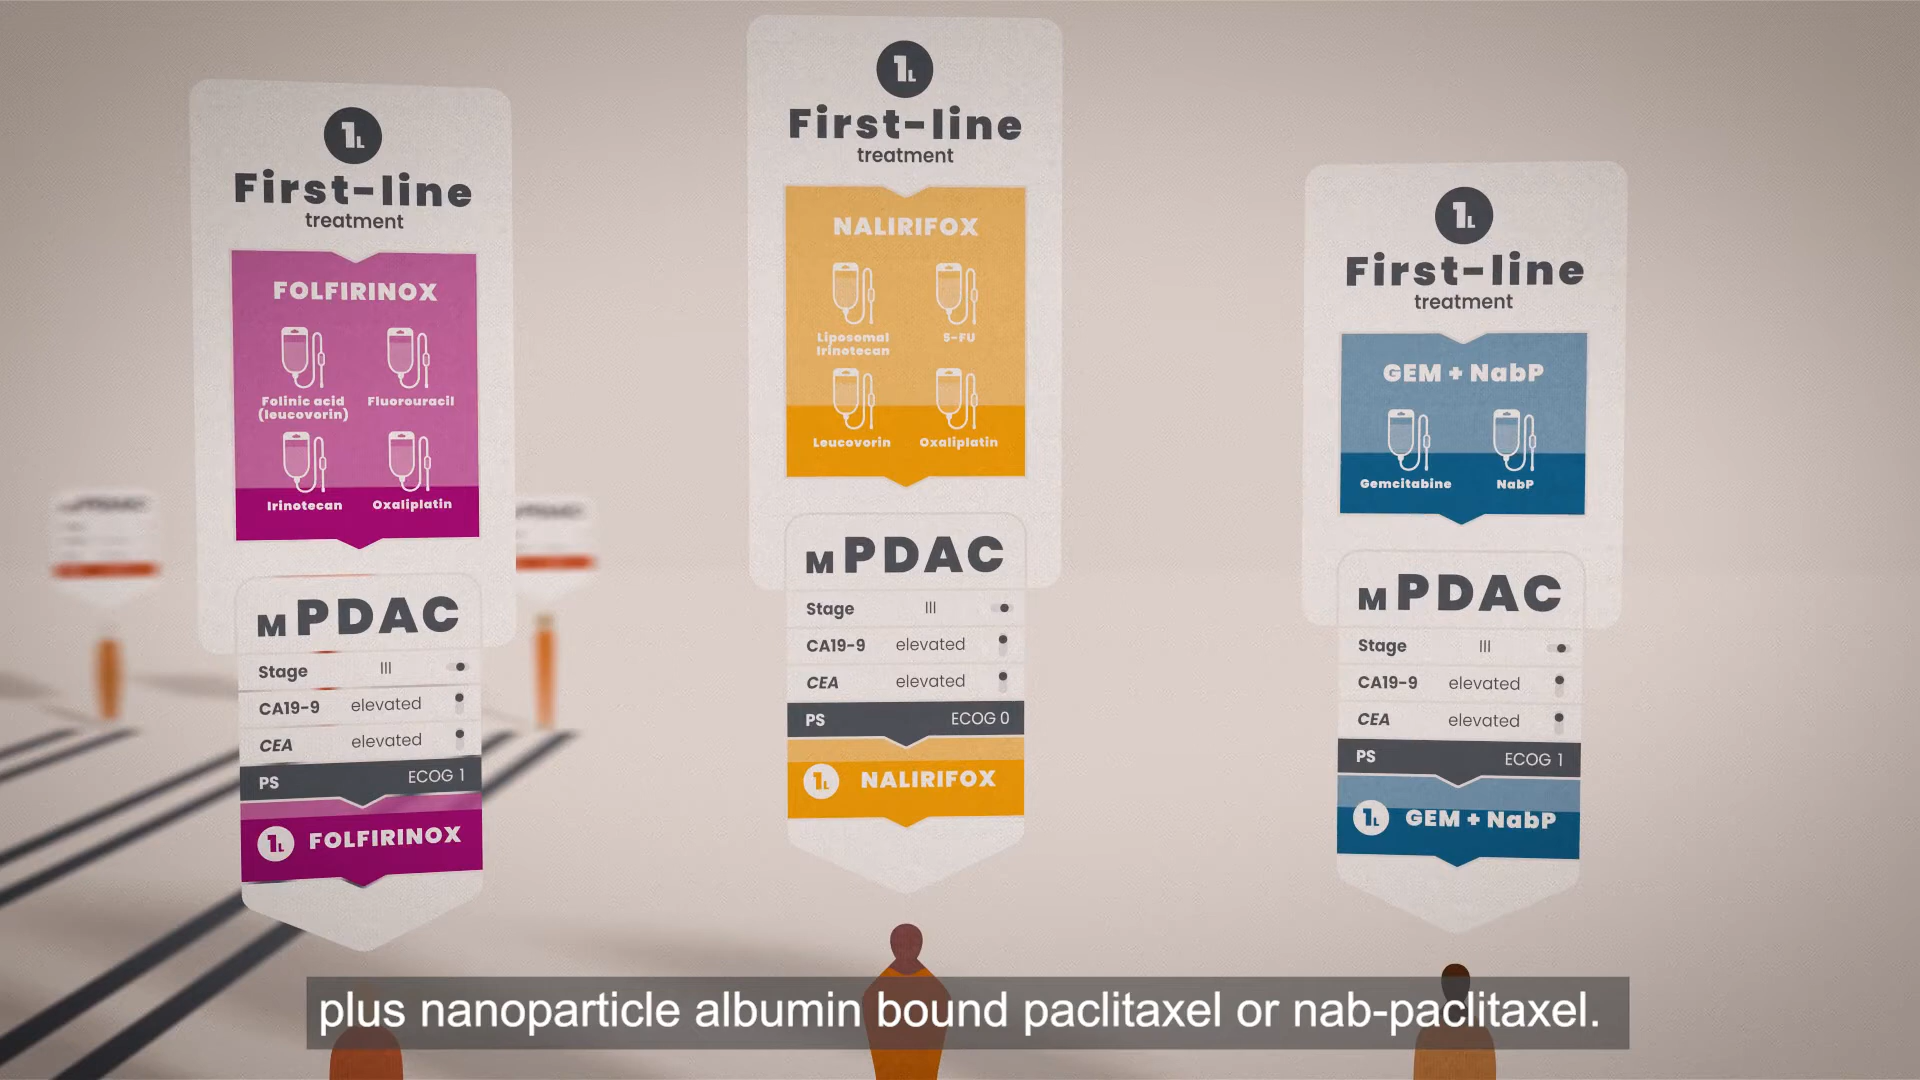 1L
First-line
treatment
FOLFIRINOX
Folinic acid
(leucovorin)
Fluorouracil
Irinotecan
Oxaliplatin
mPDAC
Stage III
CA19-9 elevated
CEA elevated
PS ECOG 1
1L FOLFIRINOX
1L
First-line
treatment
NALIRIFOX
Liposomal
Irinotecan
5-FU
Leucovorin
Oxaliplatin
mPDAC
Stage III
CA19-9 elevated
CEA elevated
PS ECOG 0
1L NALIRIFOX
1L
First-line
treatment
GEM + NabP
Gemcitabine
NabP
mPDAC
Stage III
CA19-9 elevated
CEA elevated
PS ECOG 1
1L GEM + NabP
plus nanoparticle albumin bound paclitaxel or nab-paclitaxel.